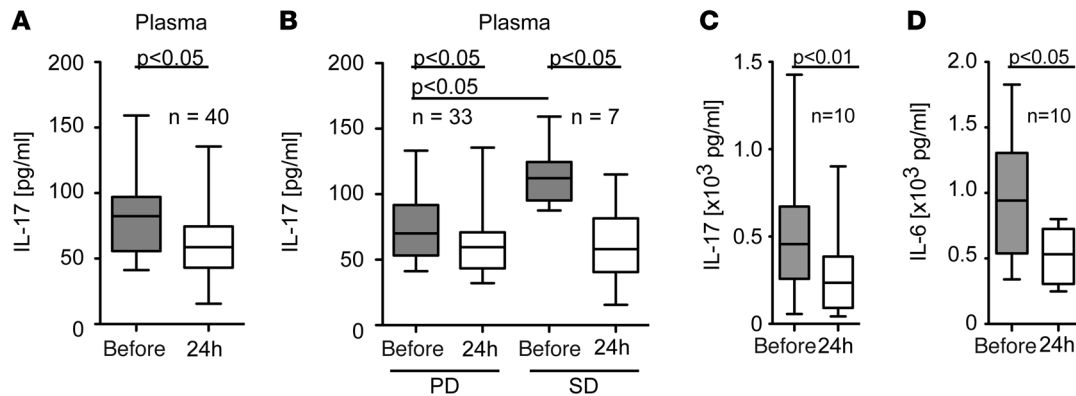 A
Plasma
IL-17 [pg/ml]
200
150
100
50
0
p<0.05
n = 40
Before 24h
B
Plasma
IL-17 [pg/ml]
200
150
100
50
0
p<0.05
p<0.05
p<0.05
n = 33
n = 7
Before 24h Before 24h
PD SD
C
IL-17 [x10³ pg/ml]
1.5
1.0
0.5
0
p<0.01
n=10
Before 24h
D
IL-6 [x10³ pg/ml]
2.0
1.5
1.0
0.5
0
p<0.05
n=10
Before 24h